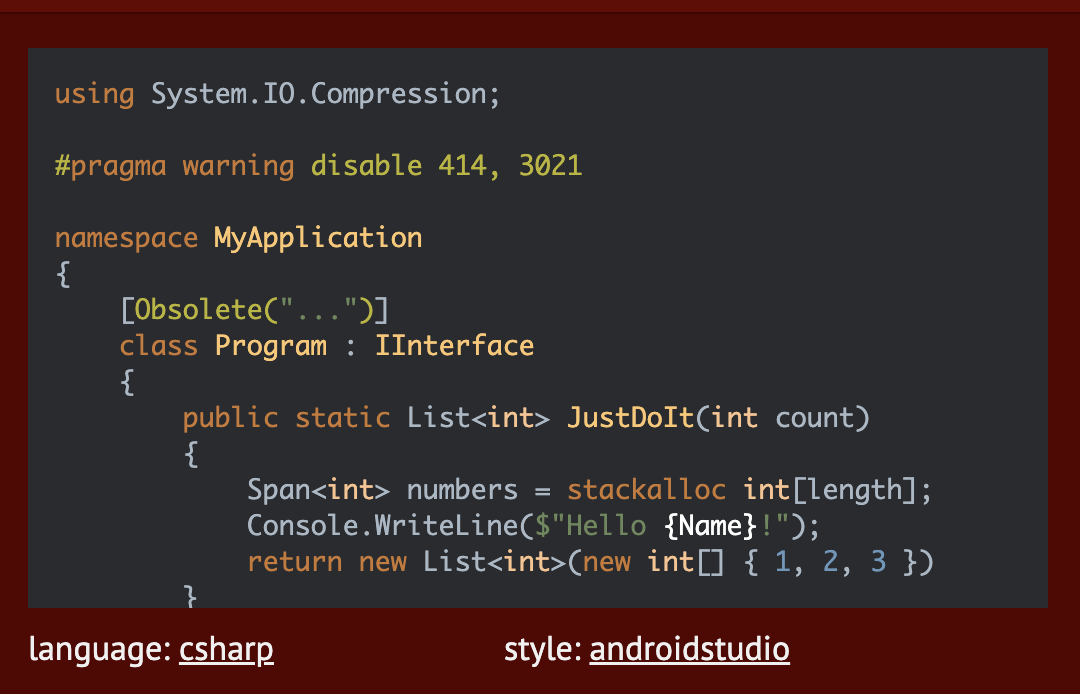 using System.IO.Compression;
#pragma warning disable 414, 3021
namespace MyApplication
{
    [Obsolete("...")]
    class Program : IInterface
    {
        public static List<int> JustDoIt(int count)
        {
            Span<int> numbers = stackalloc int[length];
            Console.WriteLine($"Hello {Name}!");
            return new List<int>(new int[] { 1, 2, 3 })
        }
language: csharp style: androidstudio